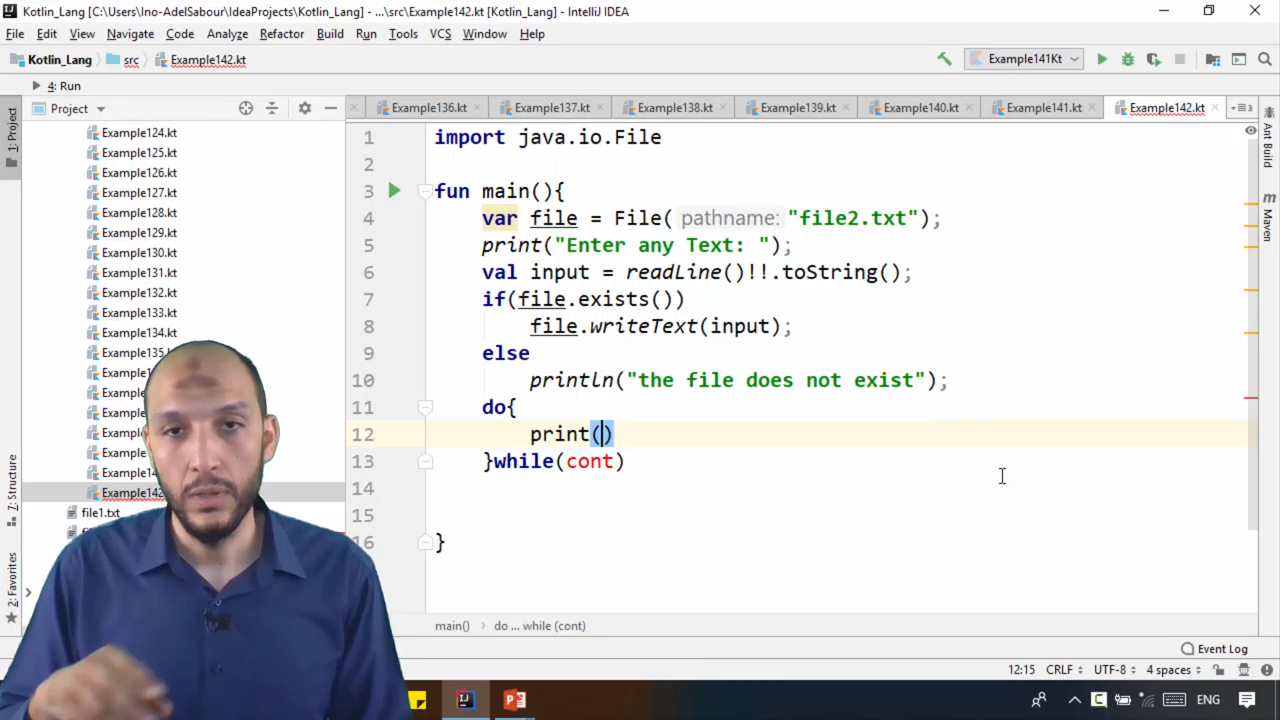 Kotlin_Lang [C:\Users\Ino-AdelSabour\IdeaProjects\Kotlin_Lang] - ...\src\Example142.kt [Kotlin_Lang] - IntelliJ IDEA
File Edit View Navigate Code Analyze Refactor Build Run Tools VCS Window Help
Kotlin_Lang src Example142.kt Example141Kt
4: Run
Project Example136.kt Example137.kt Example138.kt Example139.kt Example140.kt Example141.kt Example142.kt
1: Project
7: Structure
2: Favorites
Example124.kt
Example125.kt
Example126.kt
Example127.kt
Example128.kt
Example129.kt
Example130.kt
Example131.kt
Example132.kt
Example133.kt
Example134.kt
Example135.kt
Example142
file1.txt
1 import java.io.File
2
3 fun main(){
4 var file = File( pathname: "file2.txt");
5 print("Enter any Text: ");
6 val input = readLine()!!.toString();
7 if(file.exists())
8 file.writeText(input);
9 else
10 println("the file does not exist");
11 do{
12 print()
13 }while(cont)
14
15
16 }
Ant Build
Maven
main() › do ... while (cont)
Event Log
12:15 CRLF UTF-8 4 spaces
ENG